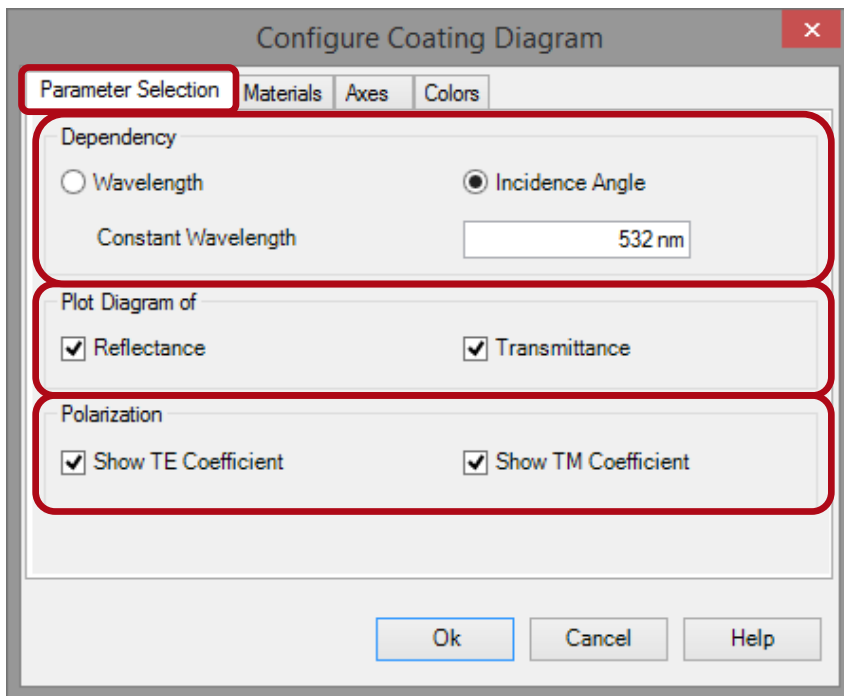 Configure Coating Diagram
Parameter Selection Materials Axes Colors
Dependency
Wavelength Incidence Angle
Constant Wavelength 532 nm
Plot Diagram of
Reflectance Transmittance
Polarization
Show TE Coefficient Show TM Coefficient
Ok Cancel Help